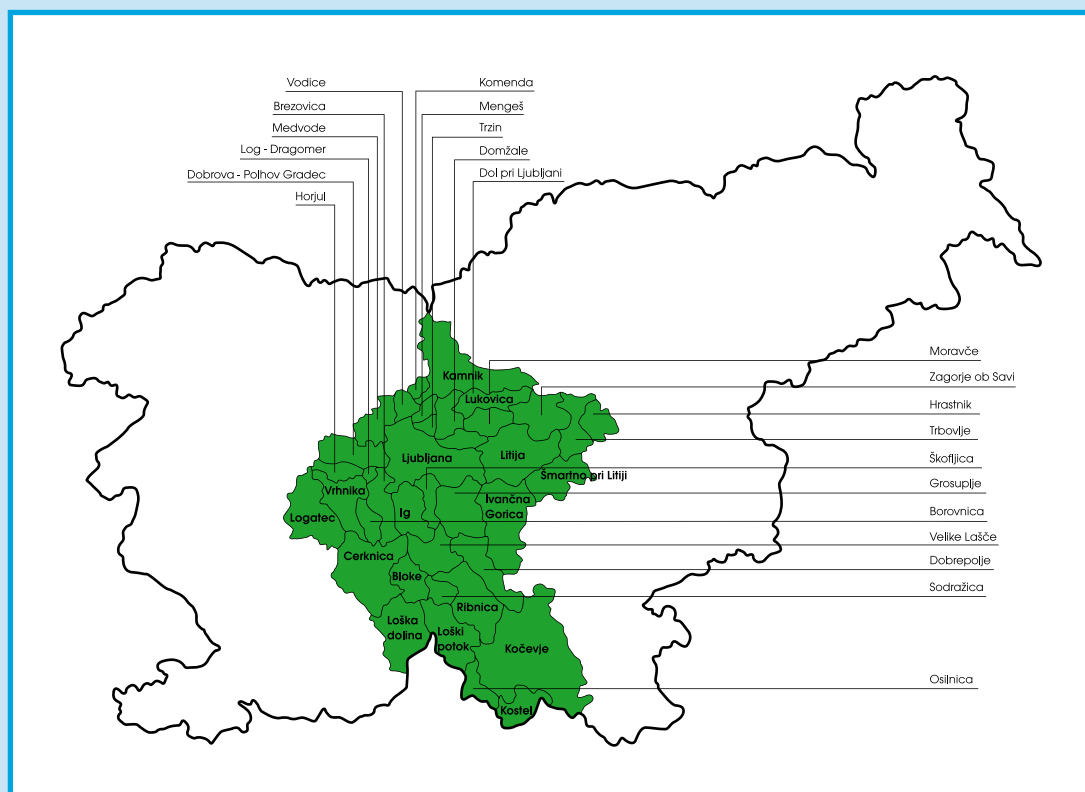 Vodice
Brezovica
Medvode
Log - Dragomer
Dobrova - Polhov Gradec
Horjul
Komenda
Mengeš
Trzin
Domžale
Dol pri Ljubljani
Moravče
Zagorje ob Savi
Hrastnik
Trbovlje
Škofljica
Grosuplje
Borovnica
Velike Lašče
Dobrepolje
Sodražica
Osilnica
Kamnik
Lukovica
Ljubljana
Litija
Šmartno pri Litiji
Vrhnika
Ivančna
Gorica
Logatec
Ig
Cerknica
Bloke
Ribnica
Loška
dolina
Loški
potok
Kočevje
Kostel